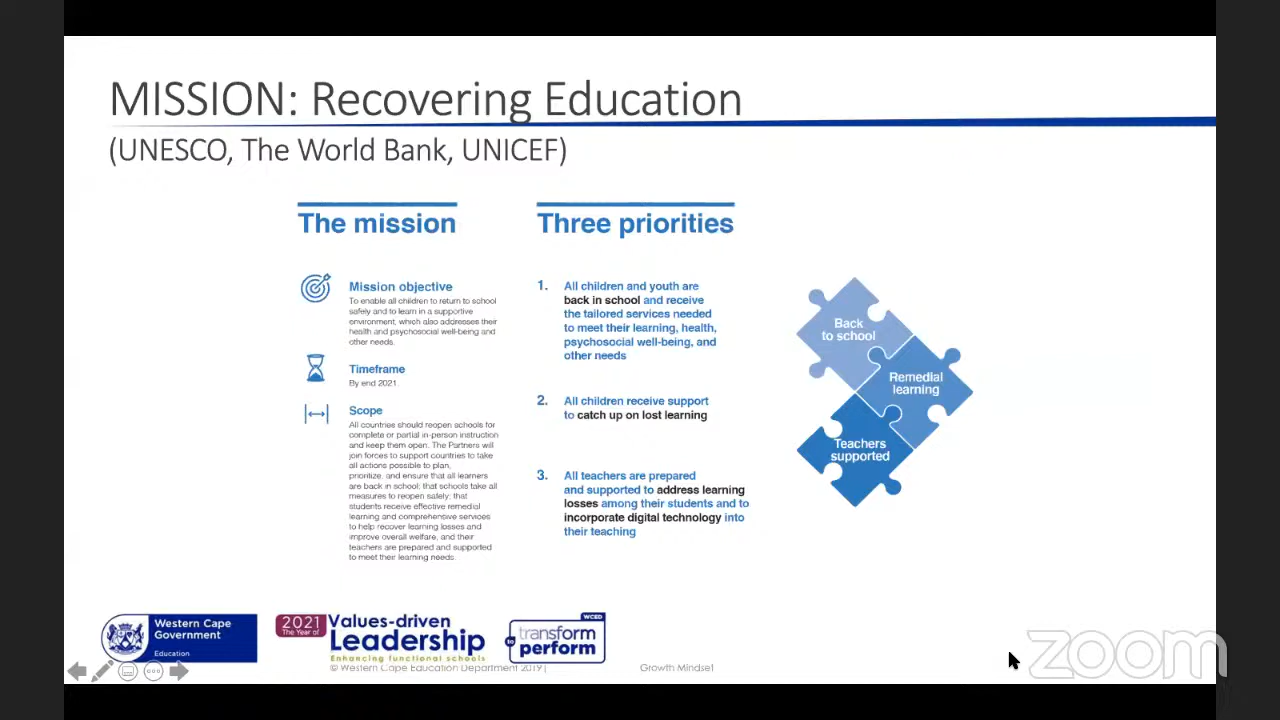 MISSION: Recovering Education
(UNESCO, The World Bank, UNICEF)
The mission
Mission objective
To enable all children to return to school
safely and to learn in a supportive
environment, which also addresses their
health and psychosocial well-being and
other needs.
Timeframe
By end 2021.
Scope
All countries should reopen schools for
complete or partial in-person instruction
and keep them open. The Partners will
join forces to support countries to take
all actions possible to plan,
prioritize, and ensure that all learners
are back in school; that schools take all
measures to reopen safely; that
students receive effective remedial
learning and comprehensive services
to help recover learning losses and
improve overall welfare; and their
teachers are prepared and supported
to meet their learning needs.
Three priorities
1. All children and youth are
back in school and receive
the tailored services needed
to meet their learning, health,
psychosocial well-being, and
other needs
2. All children receive support
to catch up on lost learning
3. All teachers are prepared
and supported to address learning
losses among their students and to
incorporate digital technology into
their teaching
Back
to school
Remedial
learning
Teachers
supported
Western Cape
Government
Education
2021
The Year of
Values-driven
Leadership
Enhancing functional schools
WCED
transform
to
perform
© Western Cape Education Department 2019|
Growth Mindset
zoom